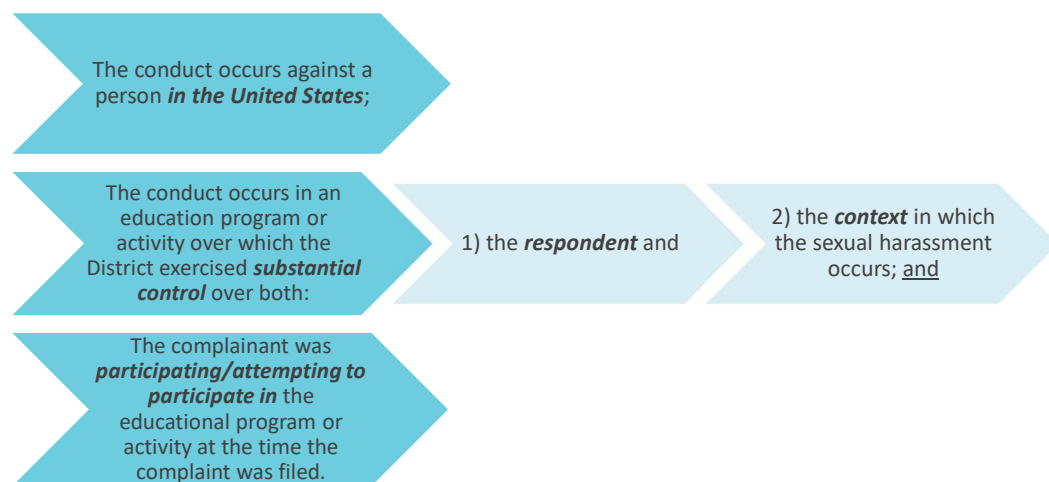 The conduct occurs against a
person in the United States;
The conduct occurs in an
education program or
activity over which the
District exercised substantial
control over both:
1) the respondent and
2) the context in which
the sexual harassment
occurs; and
The complainant was
participating/attempting to
participate in the
educational program or
activity at the time the
complaint was filed.